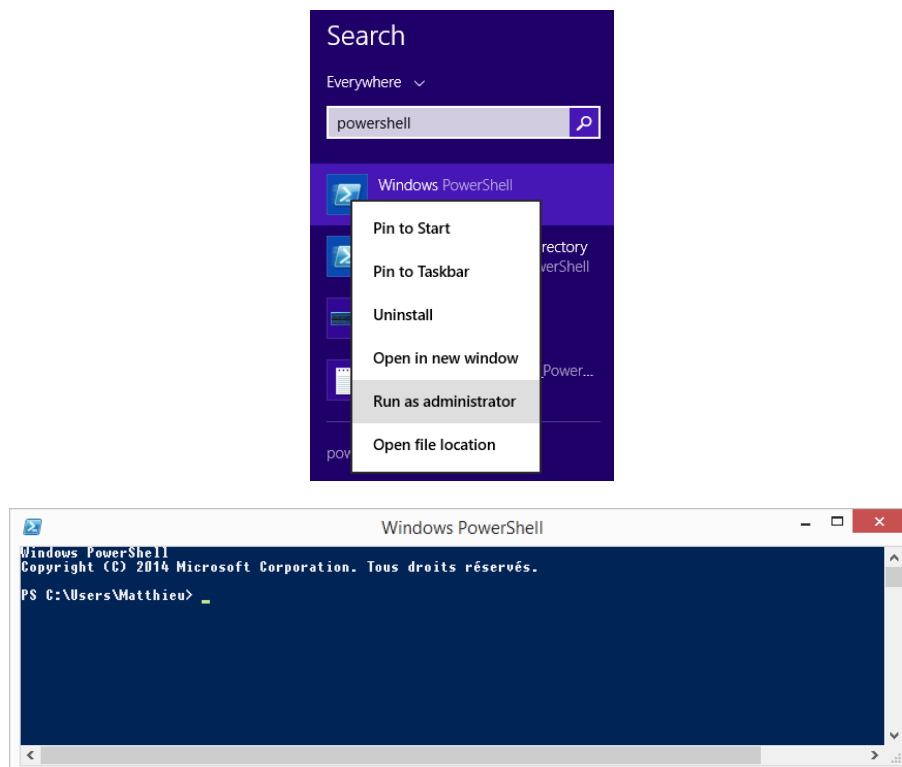 Search
Everywhere
powershell
Windows PowerShell
Pin to Start
rectory
Pin to Taskbar
werShell
Uninstall
Open in new window
_Power...
Run as administrator
Open file location
pow
Windows PowerShell
Windows PowerShell
Copyright (C) 2014 Microsoft Corporation. Tous droits réservés.
PS C:\Users\Matthieu> _